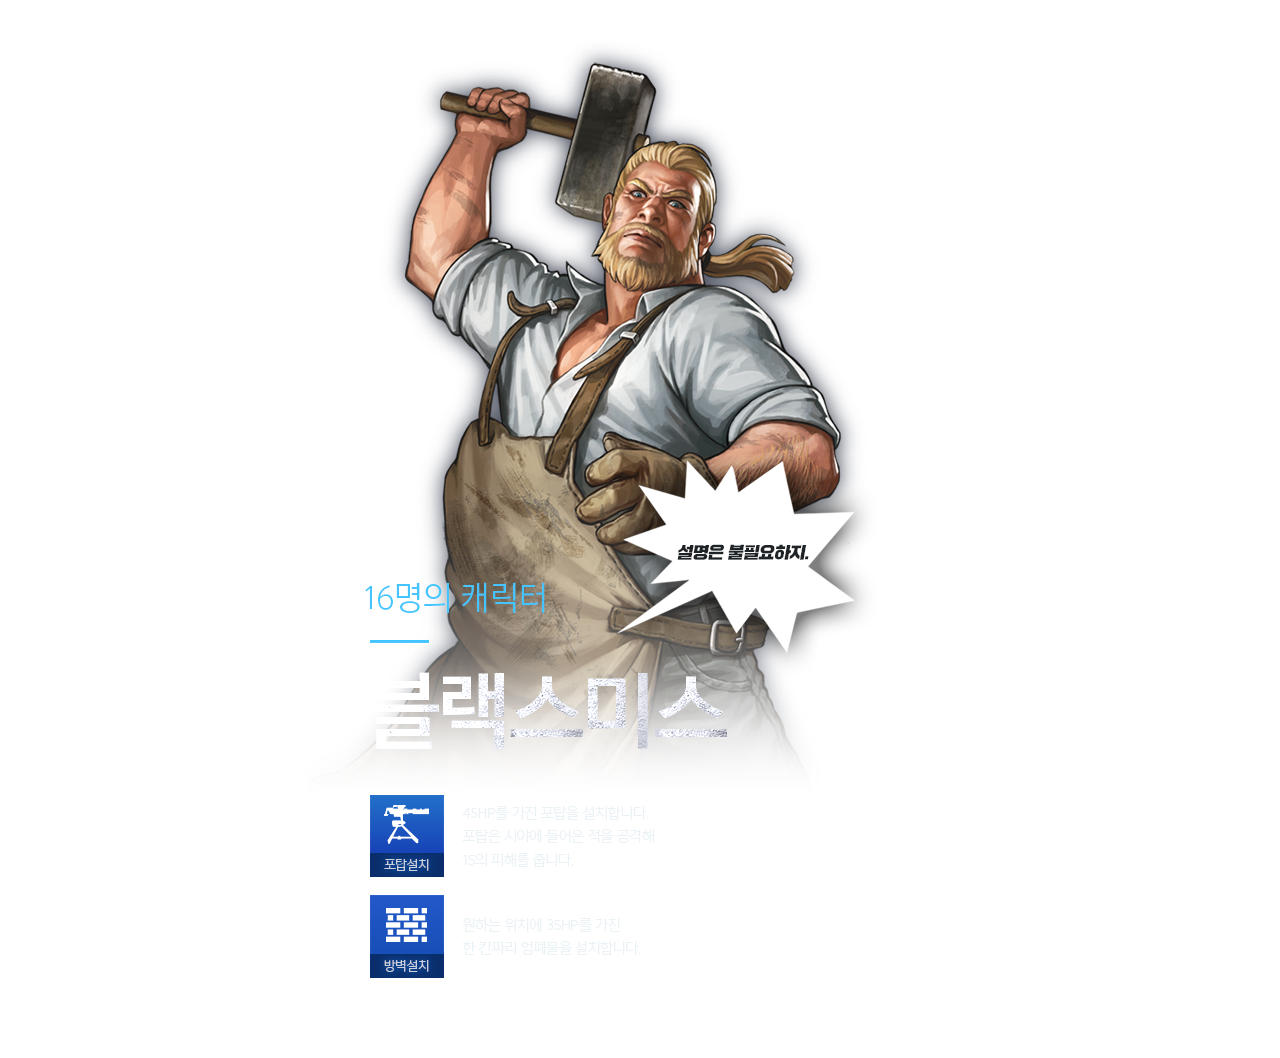 설명은 불필요하지.
16명의 캐릭터
블랙스미스
45HP를 가진 포탑을 설치합니다.
포탑은 시야에 들어온 적을 공격해
15의 피해를 줍니다.
포탑설치
원하는 위치에 35HP를 가진
한 칸짜리 엄폐물을 설치합니다.
방벽설치